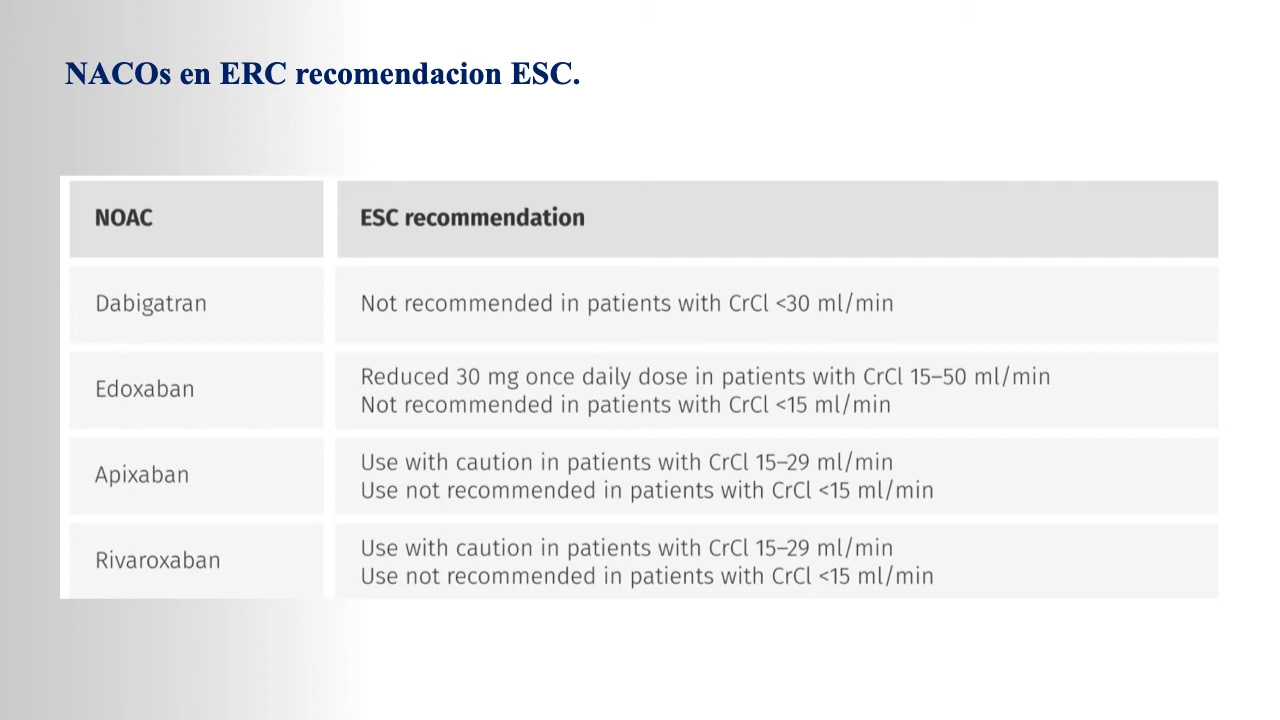 NACOs en ERC recomendacion ESC.
NOAC
ESC recommendation
Dabigatran
Not recommended in patients with CrCl <30 ml/min
Edoxaban
Reduced 30 mg once daily dose in patients with CrCl 15–50 ml/min
Not recommended in patients with CrCl <15 ml/min
Apixaban
Use with caution in patients with CrCl 15–29 ml/min
Use not recommended in patients with CrCl <15 ml/min
Rivaroxaban
Use with caution in patients with CrCl 15–29 ml/min
Use not recommended in patients with CrCl <15 ml/min